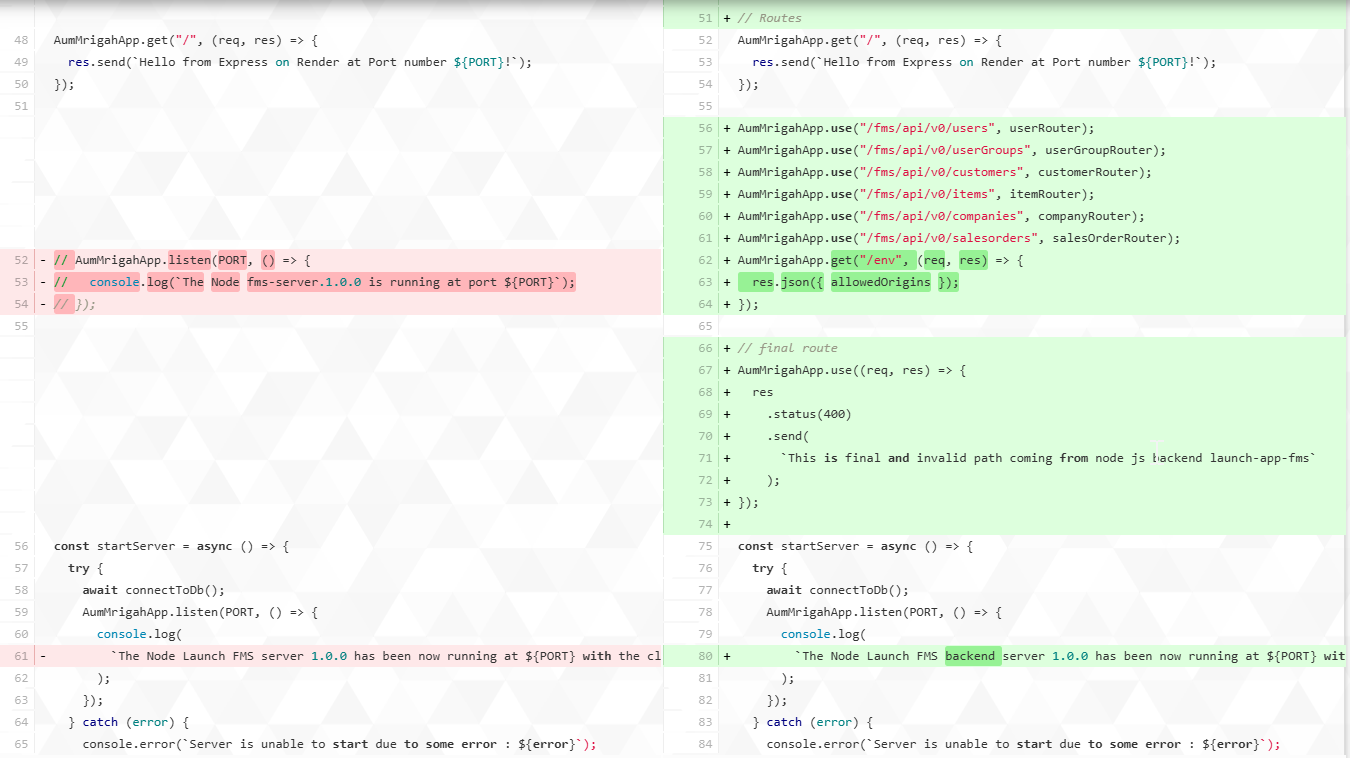 48 AumMrigahApp.get("/", (req, res) => {
49 res.send(`Hello from Express on Render at Port number ${PORT}!`);
50 });
51
52 - // AumMrigahApp.listen(PORT, () => {
53 - //   console.log(`The Node fms-server.1.0.0 is running at port ${PORT}`);
54 - // });
55
56 const startServer = async () => {
57 try {
58 await connectToDb();
59 AumMrigahApp.listen(PORT, () => {
60 console.log(
61 - `The Node Launch FMS server 1.0.0 has been now running at ${PORT} with the cl
62 );
63 });
64 } catch (error) {
65 console.error(`Server is unable to start due to some error : ${error}`);
51 + // Routes
52 AumMrigahApp.get("/", (req, res) => {
53 res.send(`Hello from Express on Render at Port number ${PORT}!`);
54 });
55
56 + AumMrigahApp.use("/fms/api/v0/users", userRouter);
57 + AumMrigahApp.use("/fms/api/v0/userGroups", userGroupRouter);
58 + AumMrigahApp.use("/fms/api/v0/customers", customerRouter);
59 + AumMrigahApp.use("/fms/api/v0/items", itemRouter);
60 + AumMrigahApp.use("/fms/api/v0/companies", companyRouter);
61 + AumMrigahApp.use("/fms/api/v0/salesorders", salesOrderRouter);
62 + AumMrigahApp.get("/env", (req, res) => {
63 + res.json({ allowedOrigins });
64 + });
65
66 + // final route
67 + AumMrigahApp.use((req, res) => {
68 + res
69 + .status(400)
70 + .send(
71 + `This is final and invalid path coming from node js backend launch-app-fms`
72 + );
73 + });
74 +
75 const startServer = async () => {
76 try {
77 await connectToDb();
78 AumMrigahApp.listen(PORT, () => {
79 console.log(
80 + `The Node Launch FMS backend server 1.0.0 has been now running at ${PORT} wit
81 );
82 });
83 } catch (error) {
84 console.error(`Server is unable to start due to some error : ${error}`);